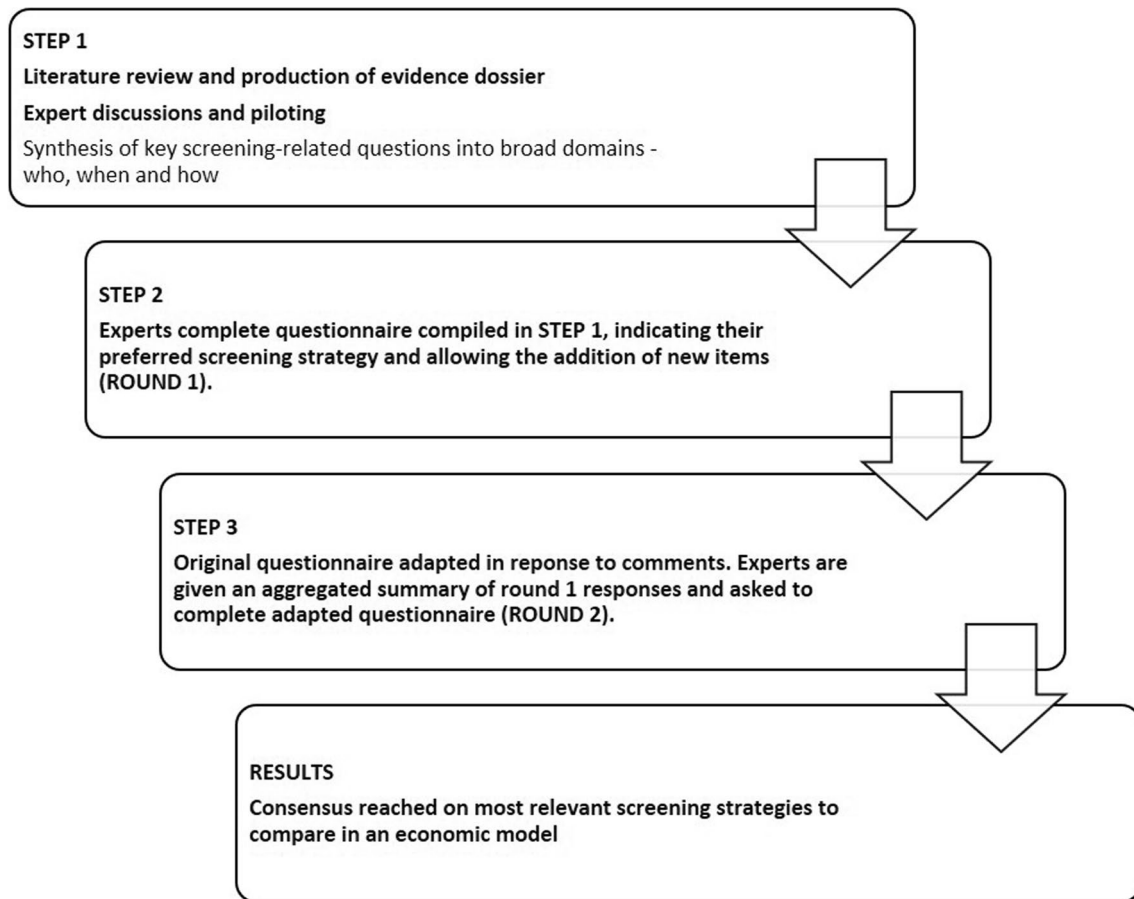 STEP 1
Literature review and production of evidence dossier
Expert discussions and piloting
Synthesis of key screening-related questions into broad domains -
who, when and how
STEP 2
Experts complete questionnaire compiled in STEP 1, indicating their
preferred screening strategy and allowing the addition of new items
(ROUND 1).
STEP 3
Original questionnaire adapted in reponse to comments. Experts are
given an aggregated summary of round 1 responses and asked to
complete adapted questionnaire (ROUND 2).
RESULTS
Consensus reached on most relevant screening strategies to
compare in an economic model